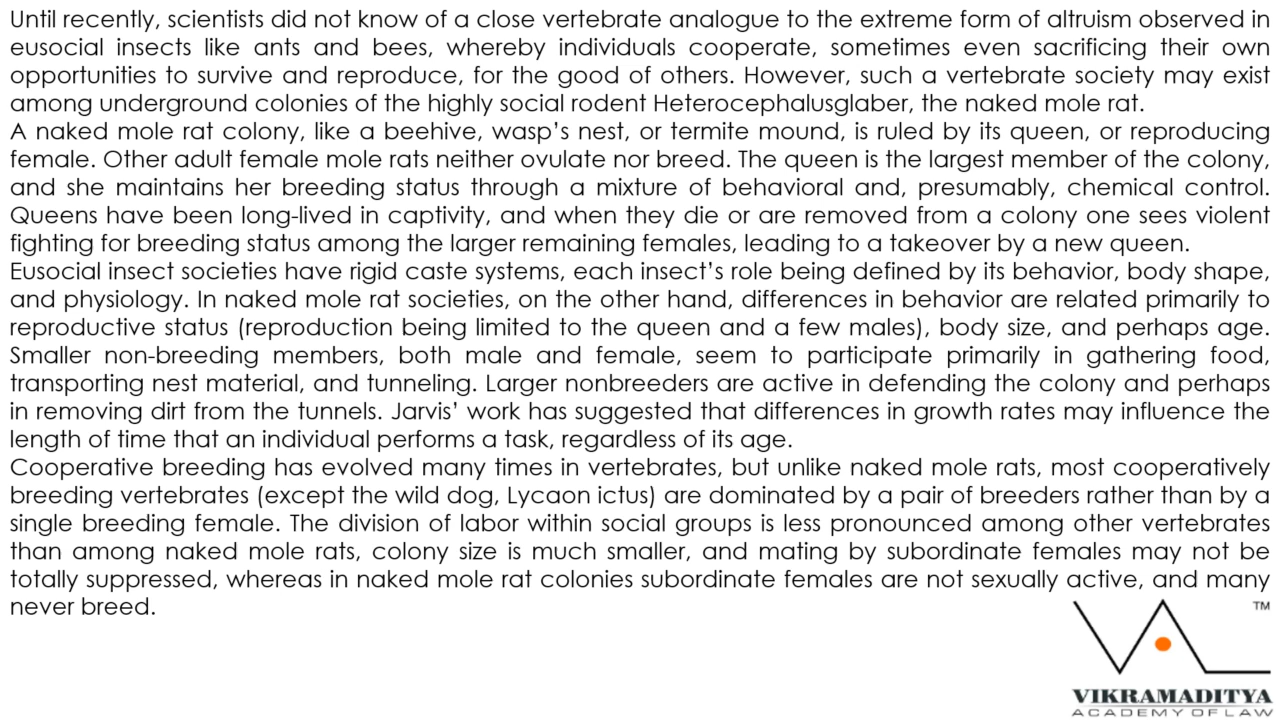 Until recently, scientists did not know of a close vertebrate analogue to the extreme form of altruism observed in
eusocial insects like ants and bees, whereby individuals cooperate, sometimes even sacrificing their own
opportunities to survive and reproduce, for the good of others. However, such a vertebrate society may exist
among underground colonies of the highly social rodent Heterocephalusglaber, the naked mole rat.
A naked mole rat colony, like a beehive, wasp's nest, or termite mound, is ruled by its queen, or reproducing
female. Other adult female mole rats neither ovulate nor breed. The queen is the largest member of the colony,
and she maintains her breeding status through a mixture of behavioral and, presumably, chemical control.
Queens have been long-lived in captivity, and when they die or are removed from a colony one sees violent
fighting for breeding status among the larger remaining females, leading to a takeover by a new queen.
Eusocial insect societies have rigid caste systems, each insect's role being defined by its behavior, body shape,
and physiology. In naked mole rat societies, on the other hand, differences in behavior are related primarily to
reproductive status (reproduction being limited to the queen and a few males), body size, and perhaps age.
Smaller non-breeding members, both male and female, seem to participate primarily in gathering food,
transporting nest material, and tunneling. Larger nonbreeders are active in defending the colony and perhaps
in removing dirt from the tunnels. Jarvis' work has suggested that differences in growth rates may influence the
length of time that an individual performs a task, regardless of its age.
Cooperative breeding has evolved many times in vertebrates, but unlike naked mole rats, most cooperatively
breeding vertebrates (except the wild dog, Lycaon ictus) are dominated by a pair of breeders rather than by a
single breeding female. The division of labor within social groups is less pronounced among other vertebrates
than among naked mole rats, colony size is much smaller, and mating by subordinate females may not be
totally suppressed, whereas in naked mole rat colonies subordinate females are not sexually active, and many
never breed.
TM
VIKRAMADITYA
ACADEMY OF LAW